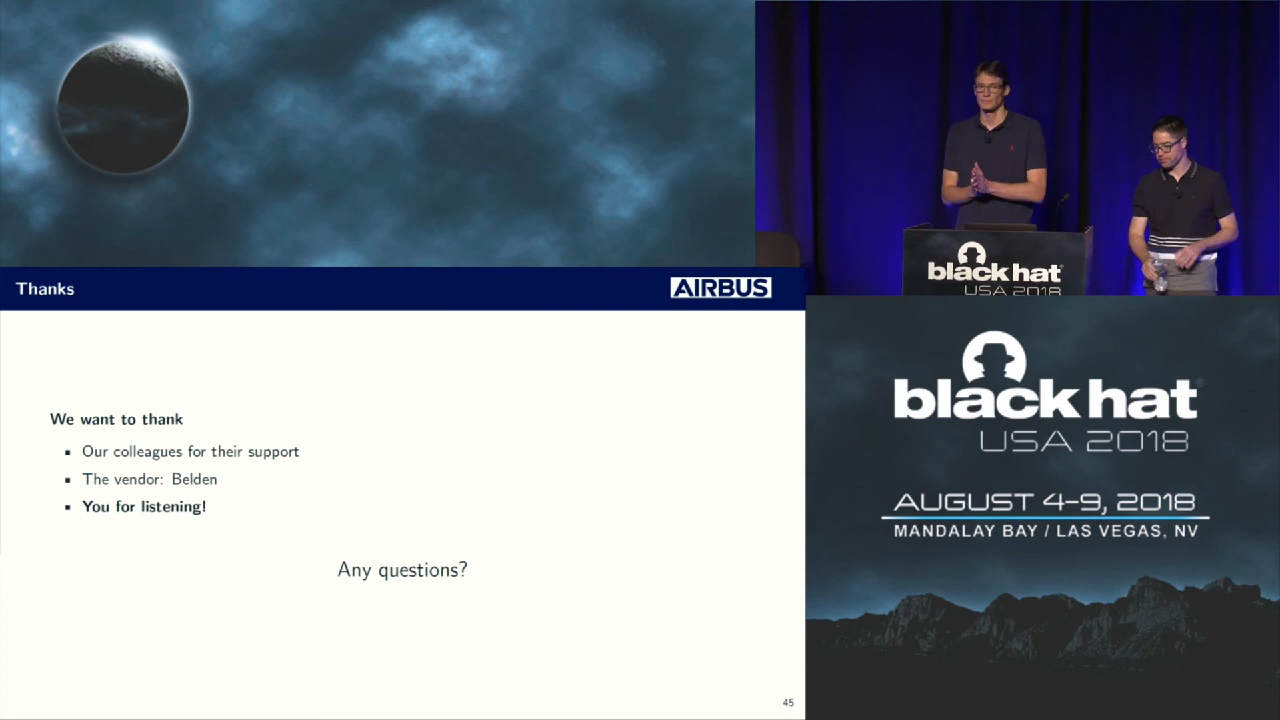 Thanks
AIRBUS
We want to thank
Our colleagues for their support
The vendor: Belden
You for listening!
Any questions?
45
black hat
USA 2018
black hat
USA 2018
AUGUST 4-9, 2018
MANDALAY BAY / LAS VEGAS, NV